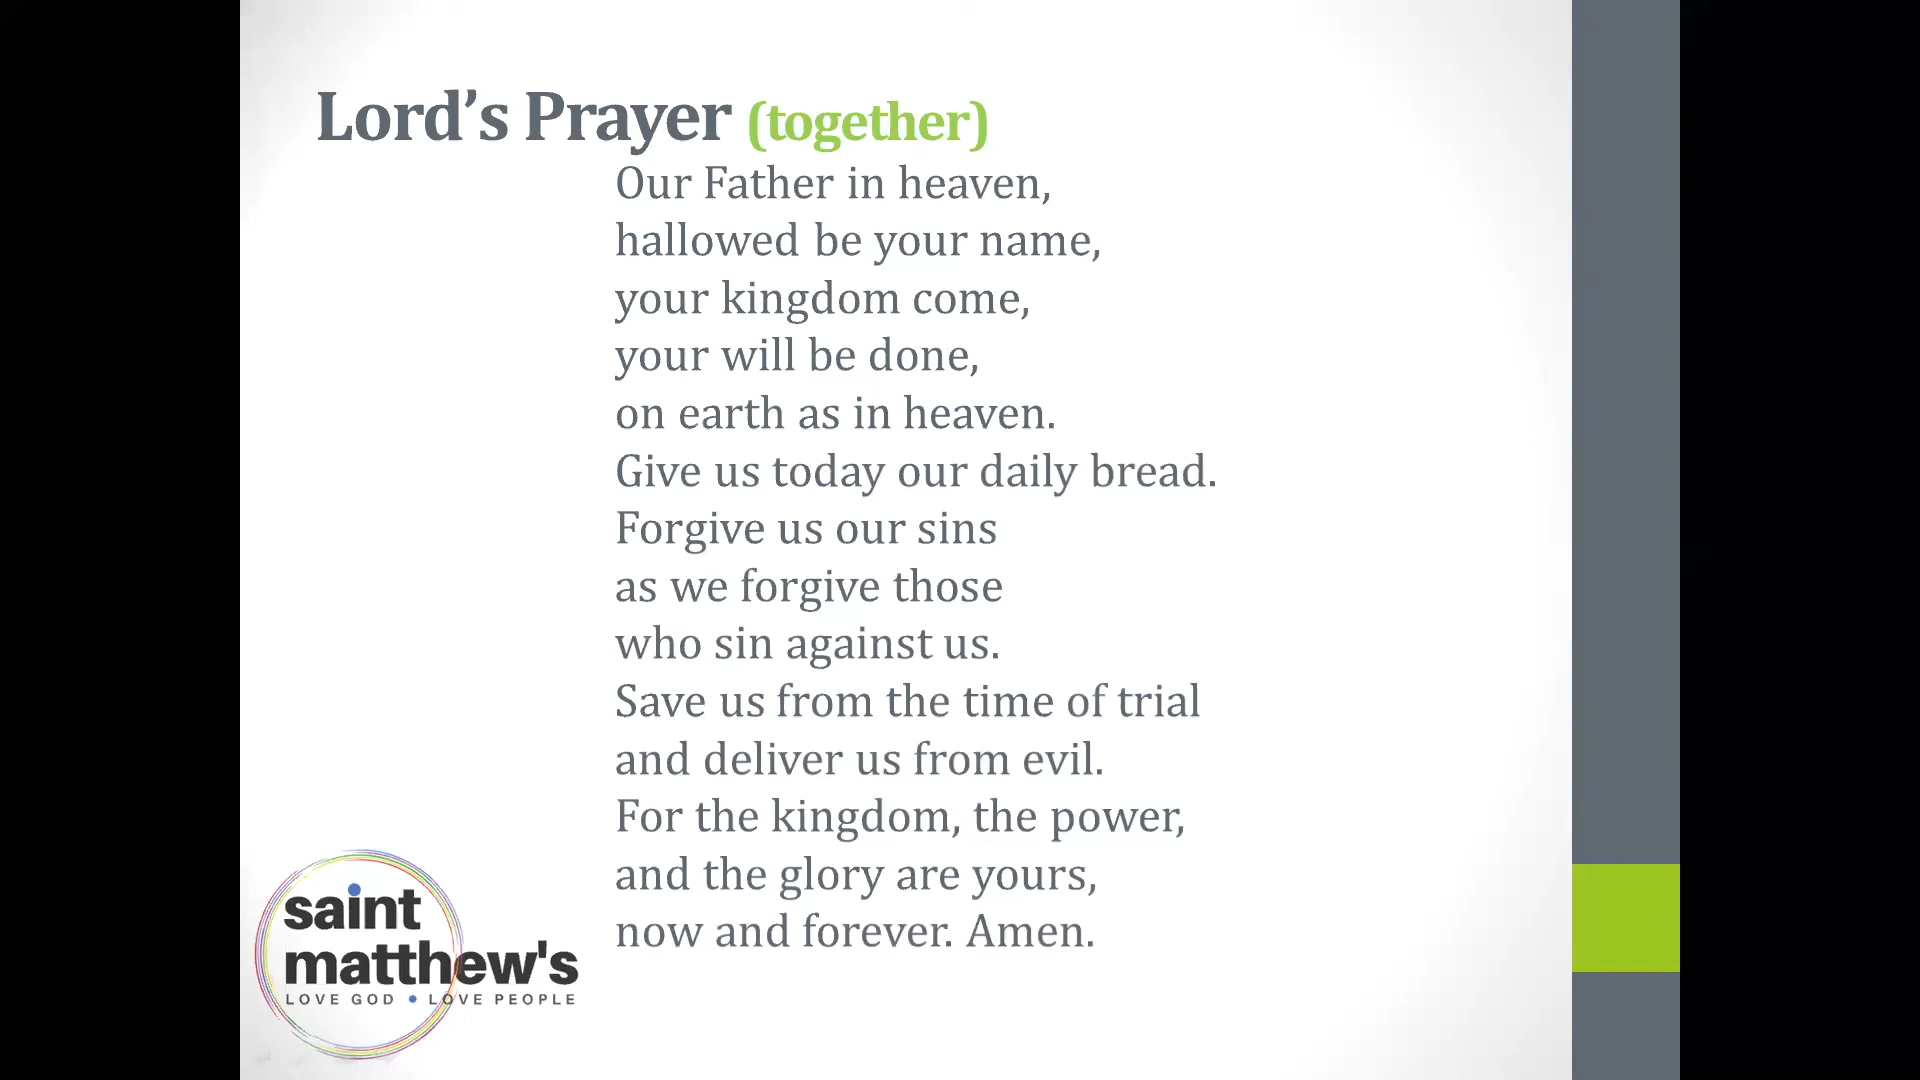 Lord’s Prayer (together)
Our Father in heaven,
hallowed be your name,
your kingdom come,
your will be done,
on earth as in heaven.
Give us today our daily bread.
Forgive us our sins
as we forgive those
who sin against us.
Save us from the time of trial
and deliver us from evil.
For the kingdom, the power,
and the glory are yours,
now and forever. Amen.
saint
matthew's
LOVE GOD • LOVE PEOPLE